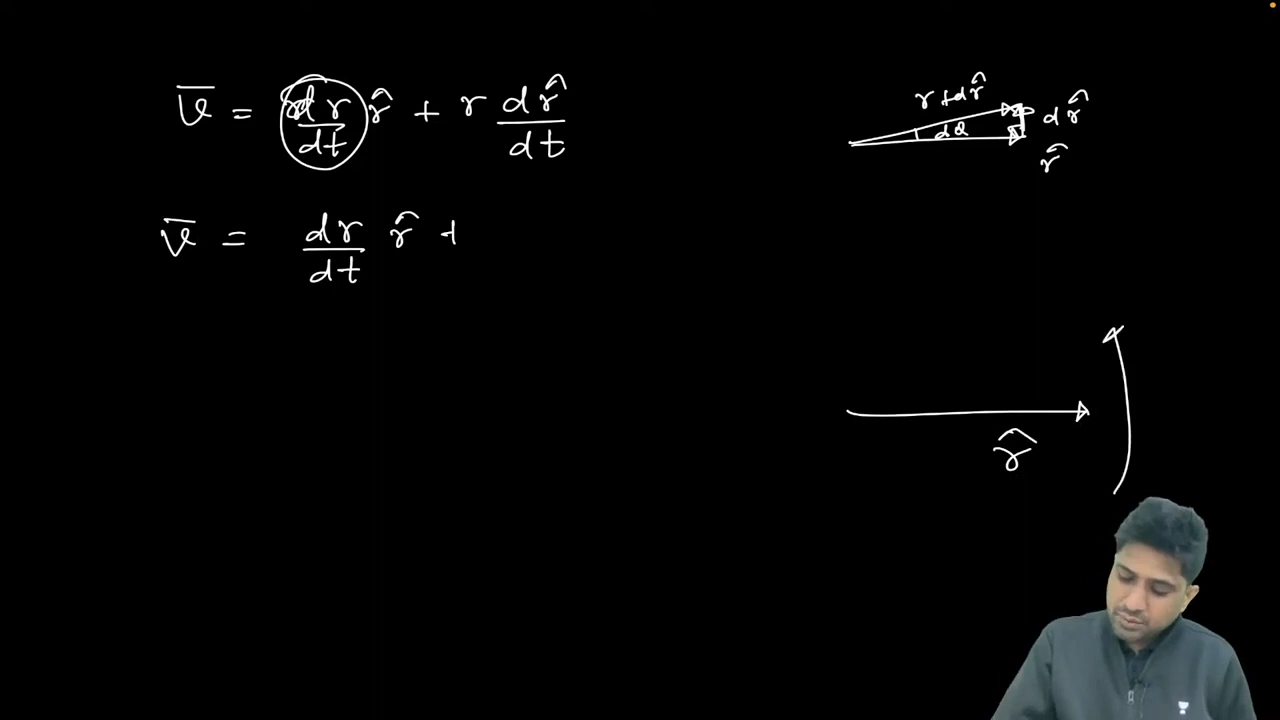 v̄ = dr/dt r̂ + r dr̂/dt
v̄ = dr/dt r̂ +
r + dr̂
dθ
dr̂
r̂
r̂